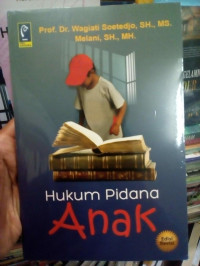 Prof. Dr. Wagiati Soetedjo, SH., MS.
Melani, SH., MH.
Hukum Pidana
Anak